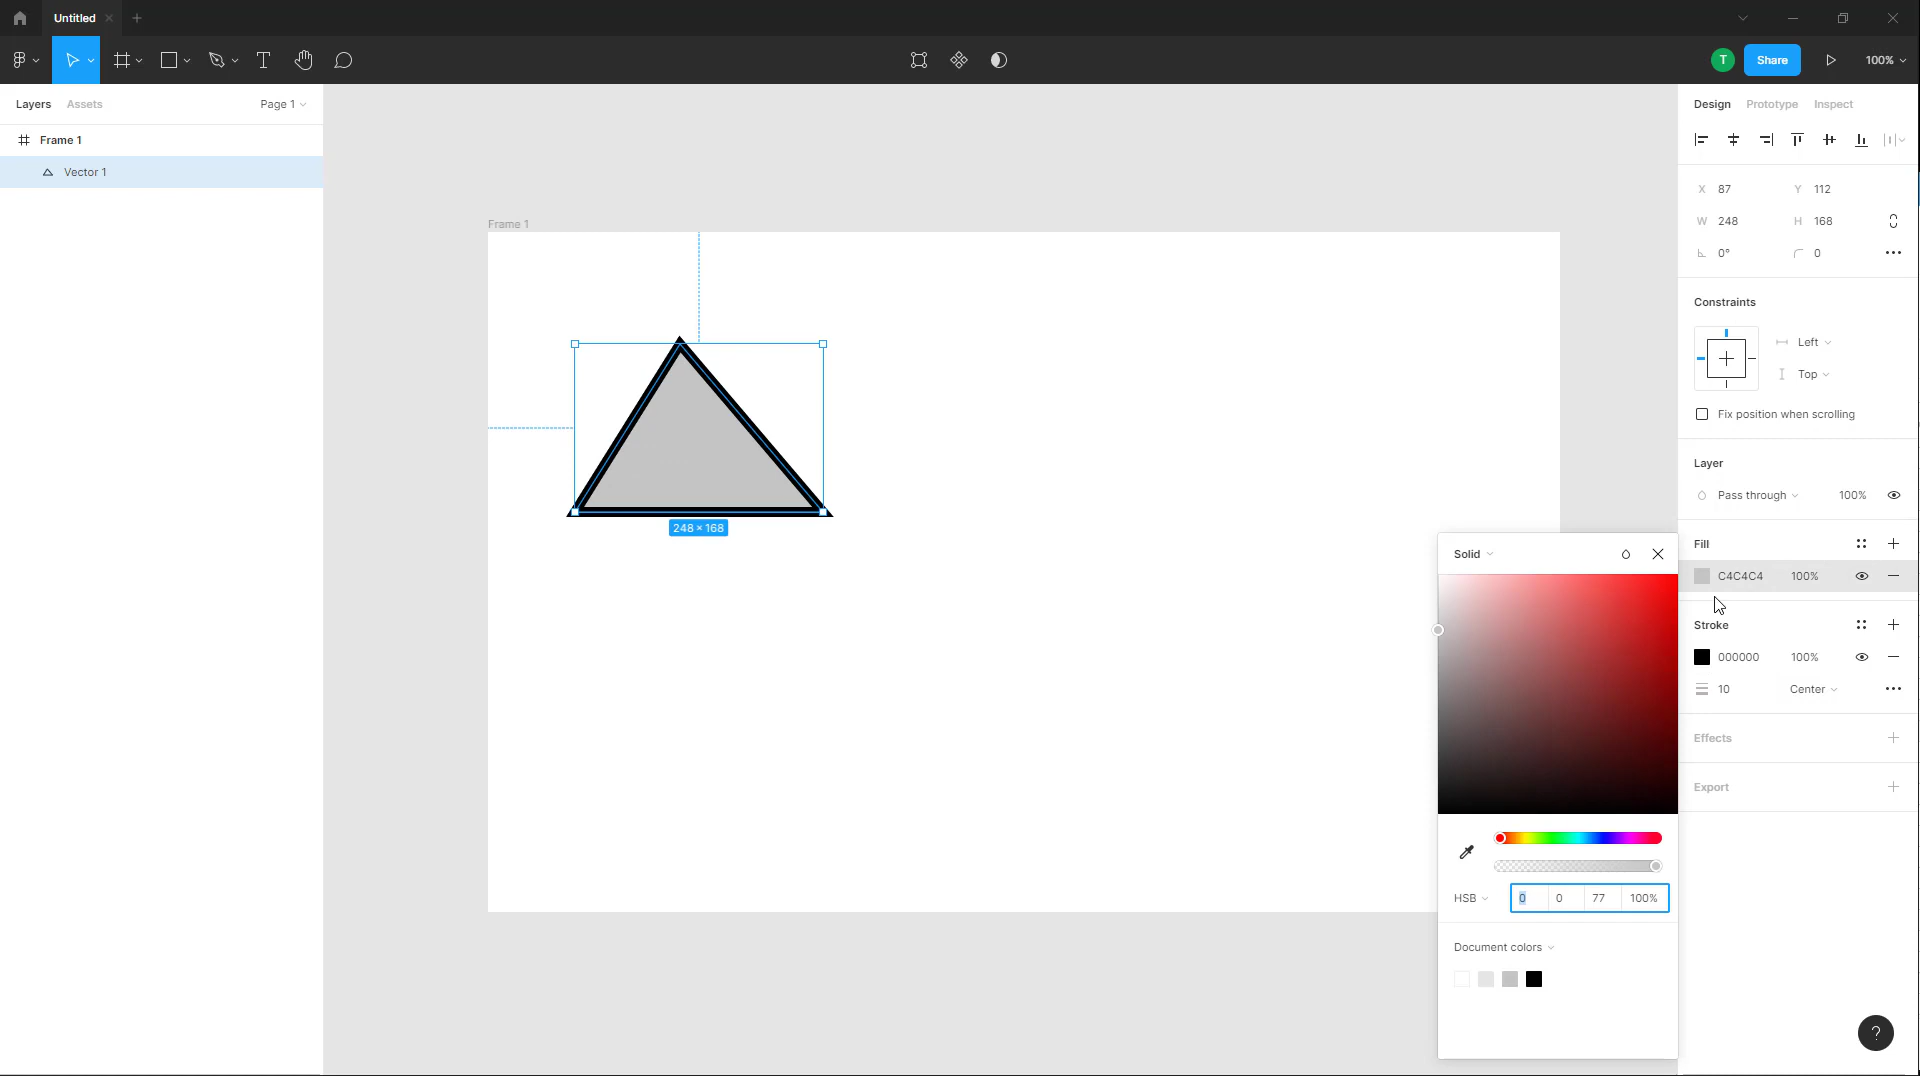 Untitled
T
Share
100%
Layers
Assets
Page 1
Design
Prototype
Inspect
Frame 1
Vector 1
Frame 1
248 × 168
X 87
Y 112
W 248
H 168
0°
0
Constraints
Left
Top
Fix position when scrolling
Layer
Pass through
100%
Fill
C4C4C4
100%
Stroke
000000
100%
10
Center
Effects
Export
Solid
HSB
0
0
77
100%
Document colors
?